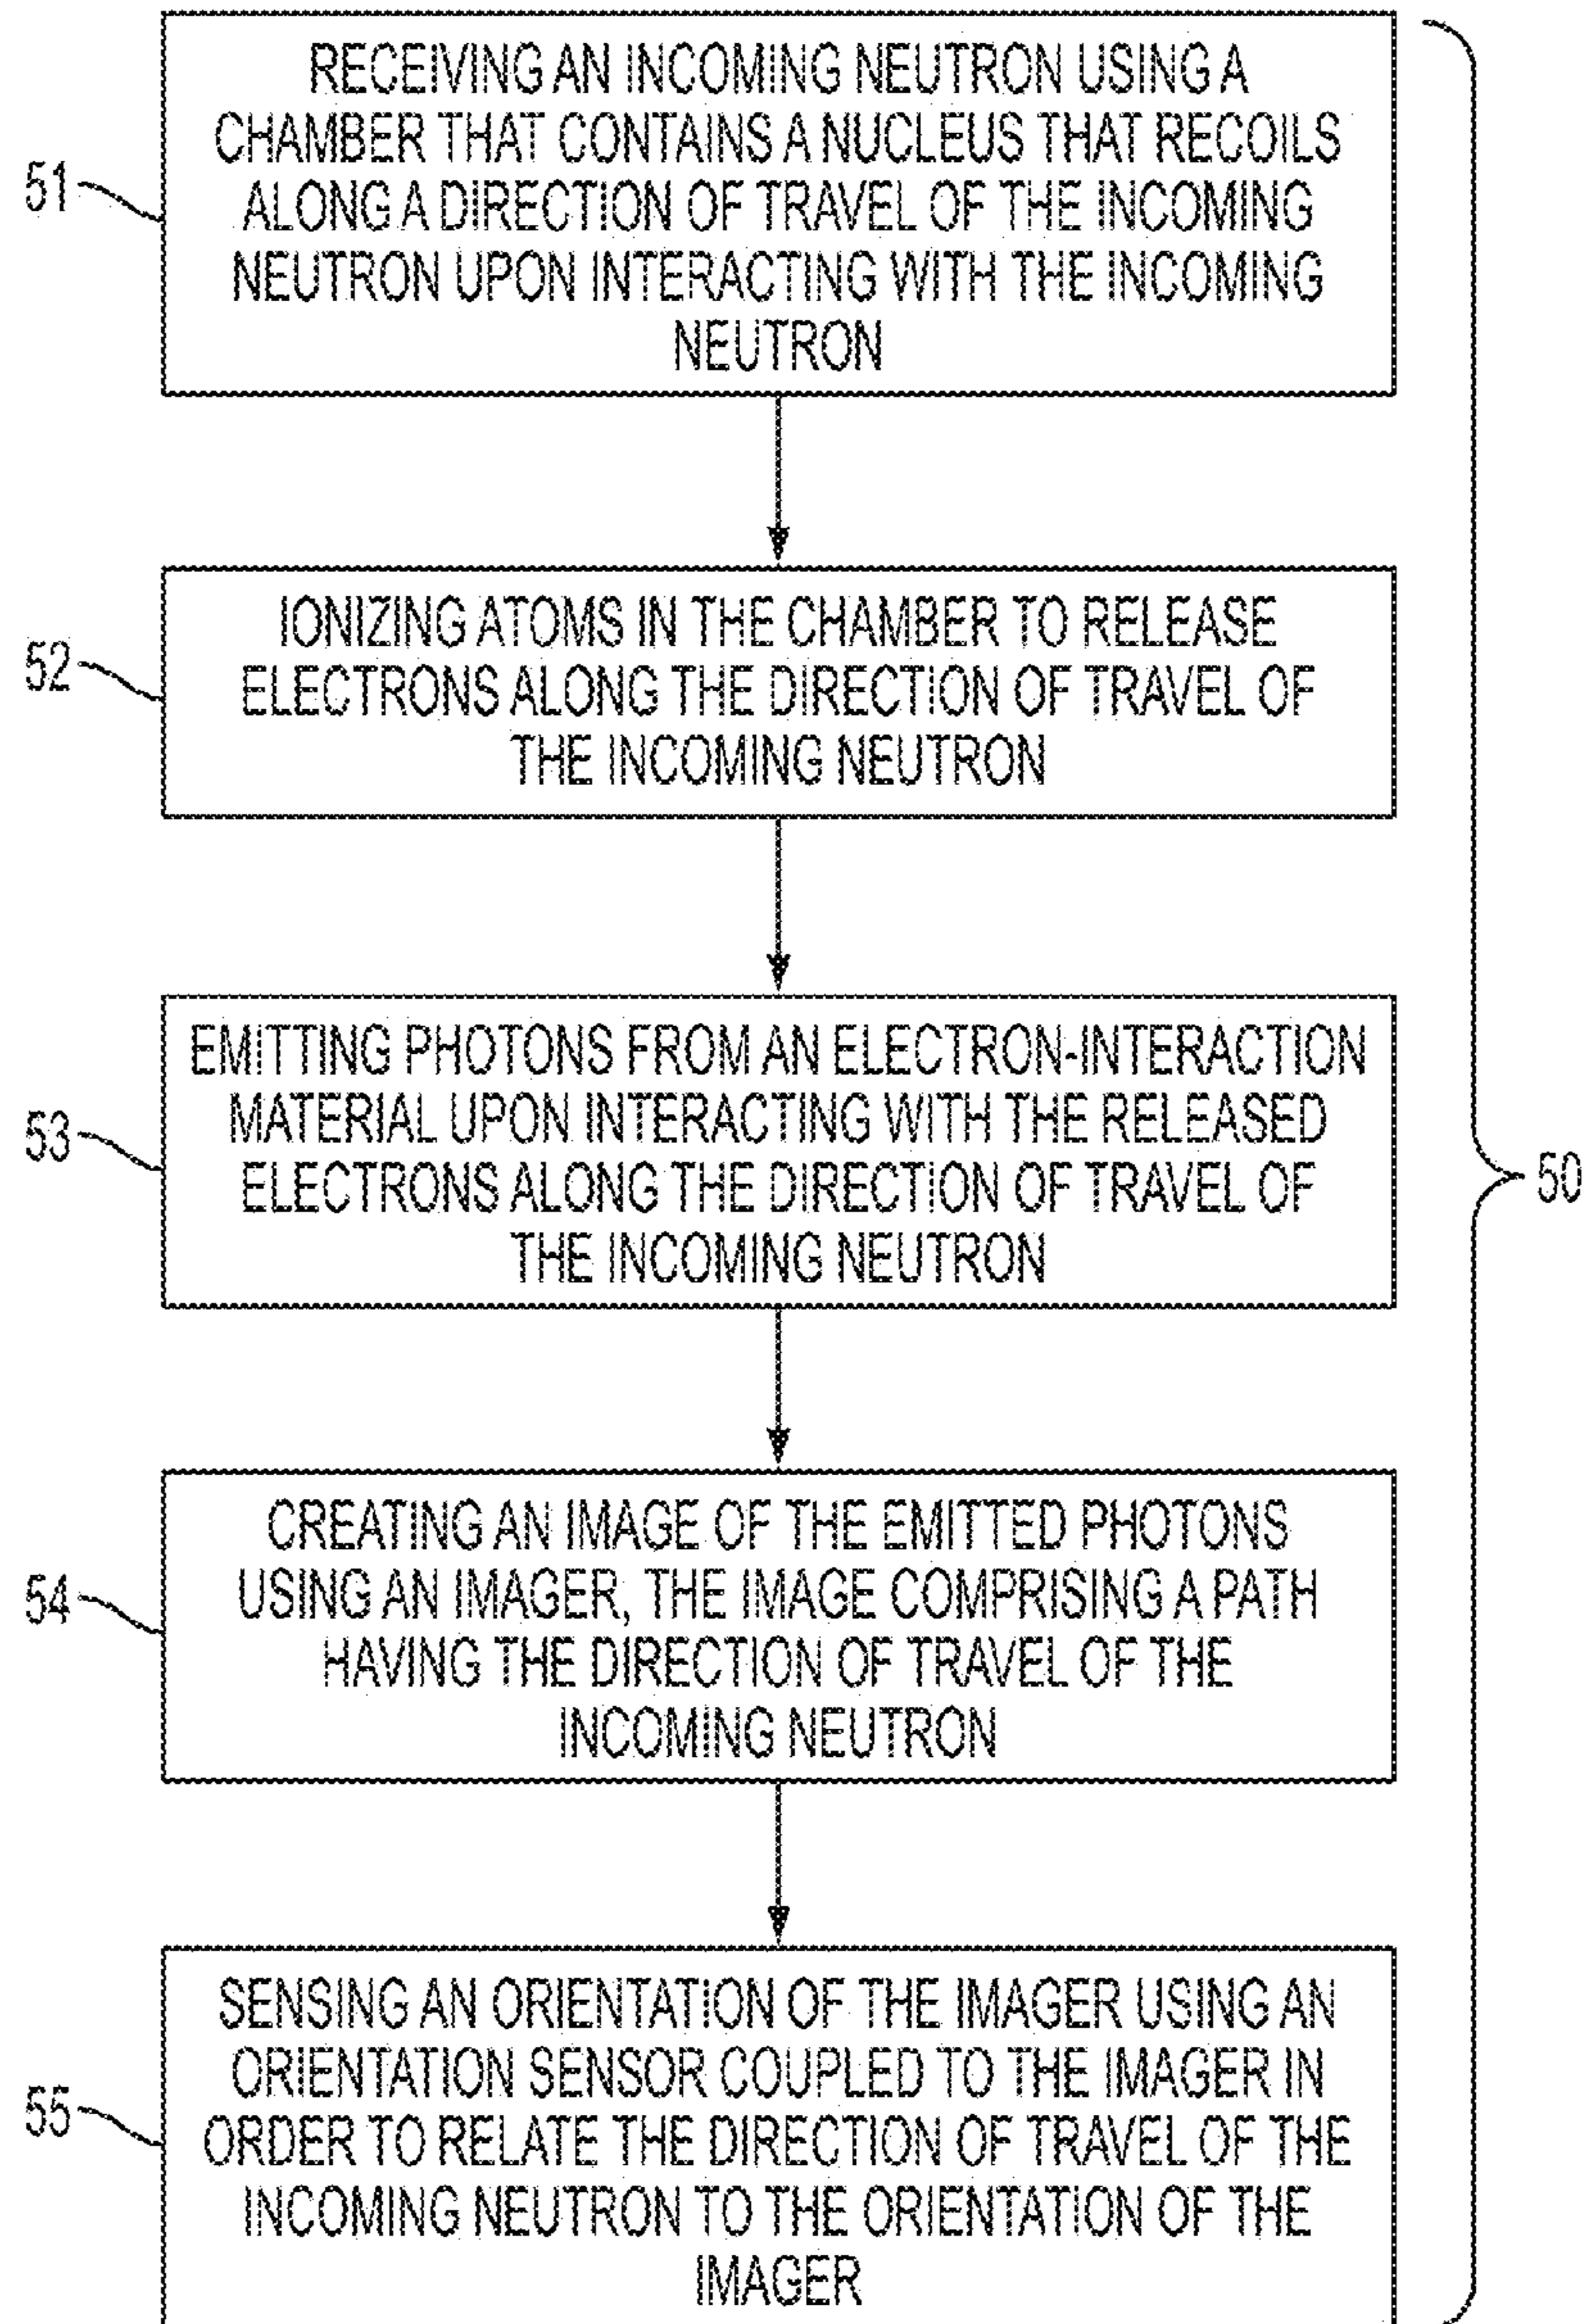 RECEIVING AN INCOMING NEUTRON USING A
CHAMBER THAT CONTAINS A NUCLEUS THAT RECOILS
51
ALONG A DIRECTION OF TRAVEL OF THE INCOMING
NEUTRON UPON INTERACTING WITH THE INCOMING
NEUTRON
IONIZING ATOMS IN THE CHAMBER TO RELEASE
52
ELECTRONS ALONG THE DIRECTION OF TRAVEL OF
THE INCOMING NEUTRON
EMITTING PHOTONS FROM AN ELECTRON-INTERACTION
MATERIAL UPON INTERACTING WITH THE RELEASED
53
ELECTRONS ALONG THE DIRECTION OF TRAVEL OF
THE INCOMING NEUTRON
50
CREATING AN IMAGE OF THE EMITTED PHOTONS
54
USING AN IMAGER, THE IMAGE COMPRISING A PATH
HAVING THE DIRECTION OF TRAVEL OF THE
INCOMING NEUTRON
SENSING AN ORIENTATION OF THE IMAGER USING AN
ORIENTATION SENSOR COUPLED TO THE IMAGER IN
55
ORDER TO RELATE THE DIRECTION OF TRAVEL OF THE
INCOMING NEUTRON TO THE ORIENTATION OF THE
IMAGER